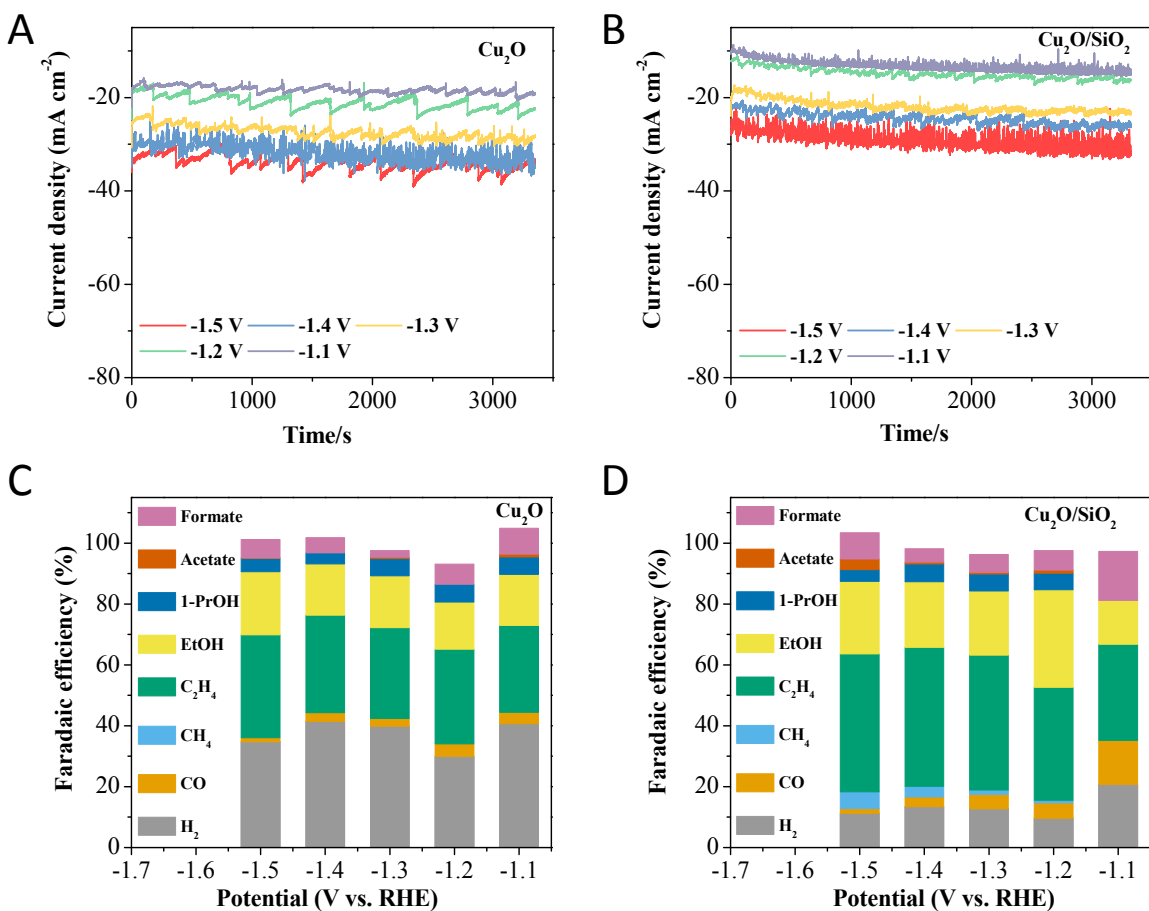 A
Cu₂O
Current density (mA cm⁻²)
-20
-40
-60
-80
-1.5 V -1.4 V -1.3 V
-1.2 V -1.1 V
0 1000 2000 3000
Time/s
B
Cu₂O/SiO₂
Current density (mA cm⁻²)
-20
-40
-60
-80
-1.5 V -1.4 V -1.3 V
-1.2 V -1.1 V
0 1000 2000 3000
Time/s
C
Cu₂O
Faradaic efficiency (%)
100
80
60
40
20
0
Formate
Acetate
1-PrOH
EtOH
C₂H₄
CH₄
CO
H₂
-1.7 -1.6 -1.5 -1.4 -1.3 -1.2 -1.1
Potential (V vs. RHE)
D
Cu₂O/SiO₂
Faradaic efficiency (%)
100
80
60
40
20
0
Formate
Acetate
1-PrOH
EtOH
C₂H₄
CH₄
CO
H₂
-1.7 -1.6 -1.5 -1.4 -1.3 -1.2 -1.1
Potential (V vs. RHE)